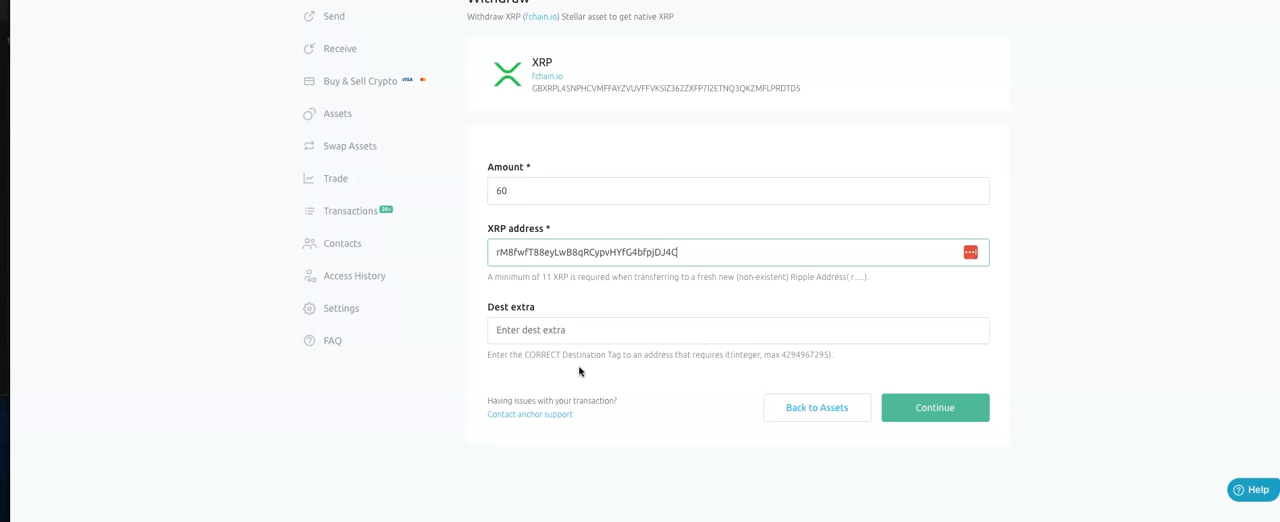 Withdraw
Send
Withdraw XRP (fchain.io) Stellar asset to get native XRP
Receive
XRP
fchain.io
Buy & Sell Crypto VISA
GBXRPL45NPHCVMFFAYZVUVFFVKSIZ362ZXFP7I2ETNQ3QKZMFLPRDTD5
Assets
Swap Assets
Amount *
Trade
60
Transactions 20+
XRP address *
Contacts
rM8fwfT88eyLwB8qRCypvHYfG4bfpjDJ4C
Access History
A minimum of 11 XRP is required when transferring to a fresh new (non-existent) Ripple Address( r......).
Settings
Dest extra
Enter dest extra
FAQ
Enter the CORRECT Destination Tag to an address that requires it(integer, max 4294967295).
Having issues with your transaction?
Contact anchor support
Back to Assets
Continue
Help